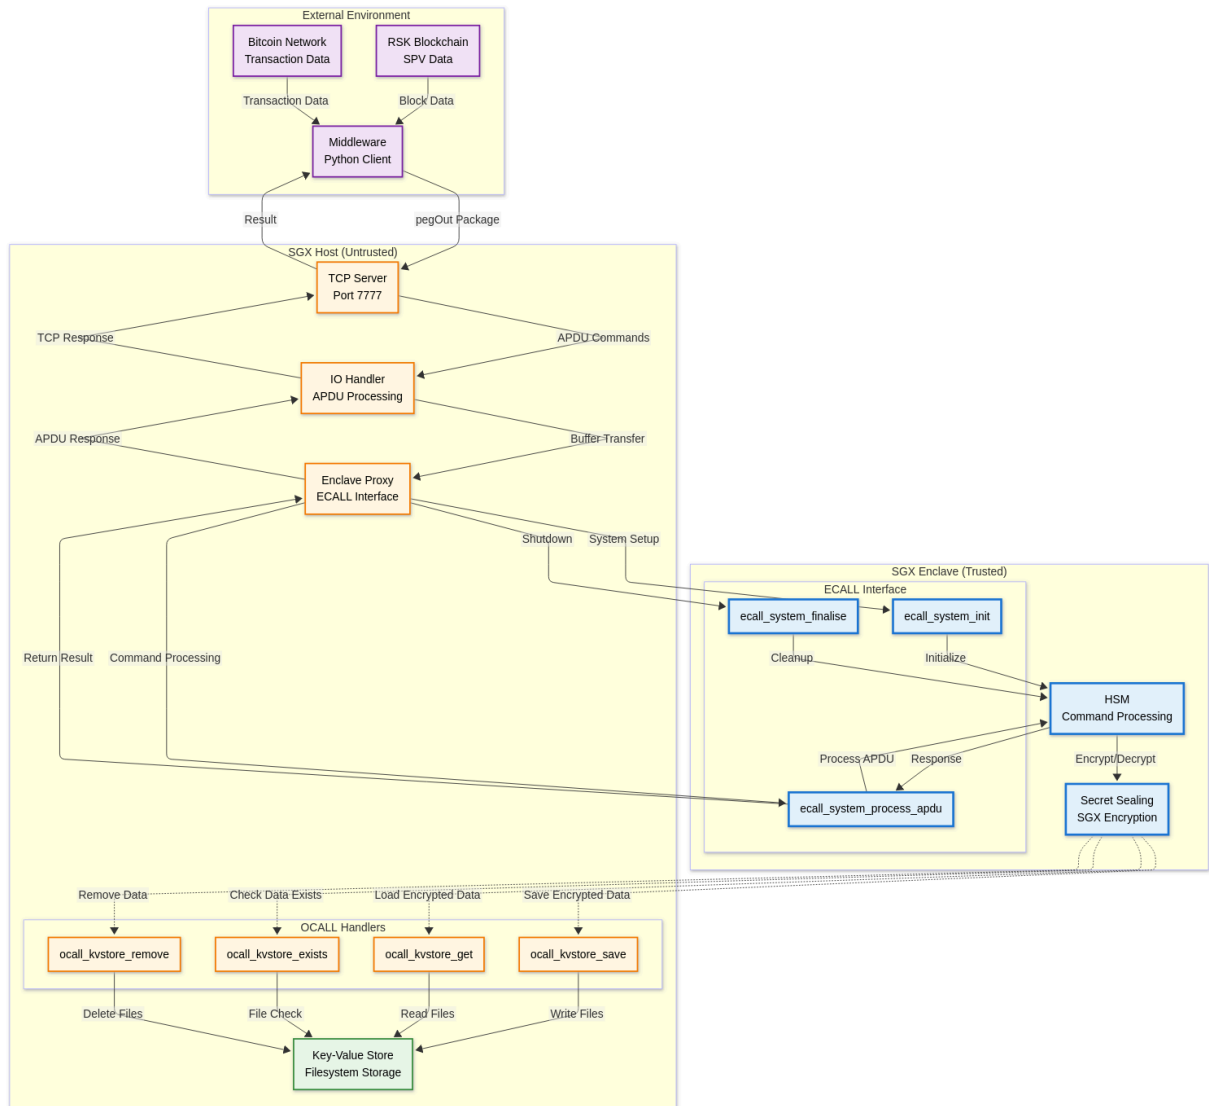 External Environment
Bitcoin Network
Transaction Data
RSK Blockchain
SPV Data
Transaction Data
Block Data
Middleware
Python Client
Result
pegOut Package
SGX Host (Untrusted)
TCP Server
Port 7777
TCP Response
APDU Commands
IO Handler
APDU Processing
APDU Response
Buffer Transfer
Enclave Proxy
ECALL Interface
Shutdown
System Setup
SGX Enclave (Trusted)
ECALL Interface
ecall_system_finalise
ecall_system_init
Return Result
Command Processing
Cleanup
Initialize
HSM
Command Processing
Process APDU
Response
Encrypt/Decrypt
ecall_system_process_apdu
Secret Sealing
SGX Encryption
Remove Data
Check Data Exists
Load Encrypted Data
Save Encrypted Data
OCALL Handlers
ocall_kvstore_remove
ocall_kvstore_exists
ocall_kvstore_get
ocall_kvstore_save
Delete Files
File Check
Read Files
Write Files
Key-Value Store
Filesystem Storage